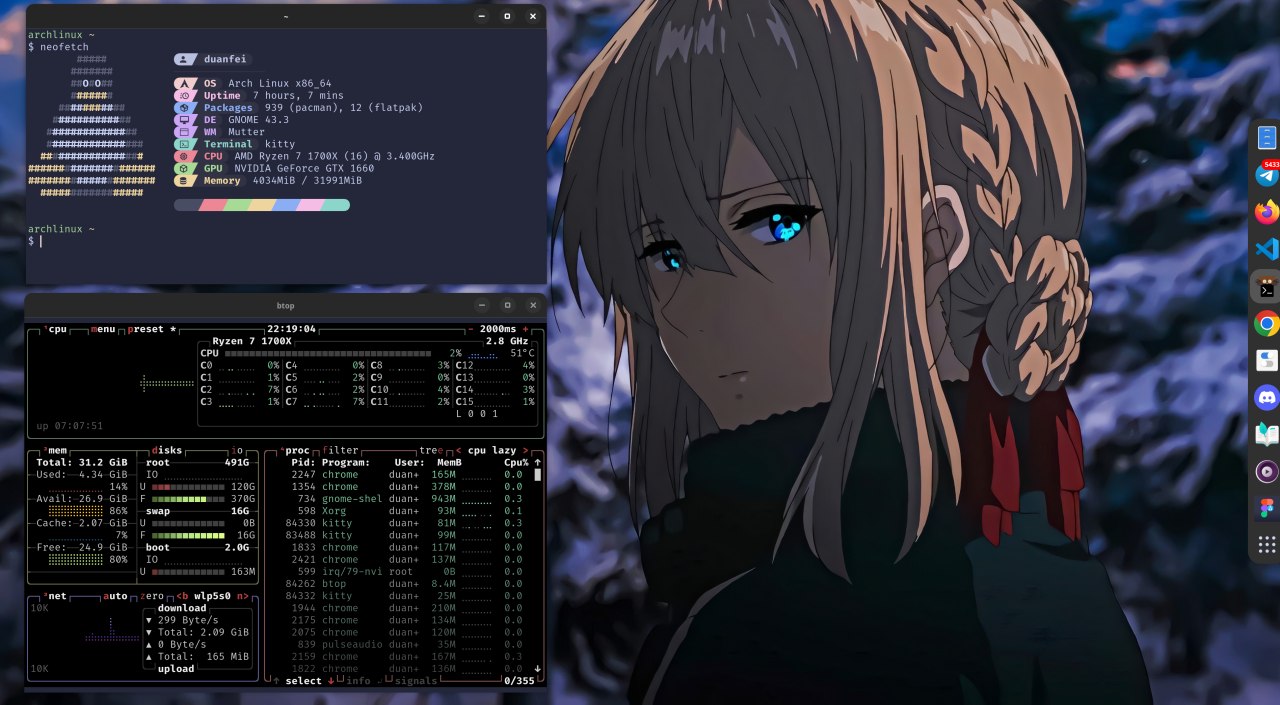 ~
archlinux ~
$ neofetch
duanfei
OS Arch Linux x86_64
Uptime 7 hours, 7 mins
Packages 939 (pacman), 12 (flatpak)
DE GNOME 43.3
WM Mutter
Terminal kitty
CPU AMD Ryzen 7 1700X (16) @ 3.400GHz
GPU NVIDIA GeForce GTX 1660
Memory 4034MiB / 31991MiB
archlinux ~
$
btop
¹cpu menu preset * 22:19:04 - 2000ms +
Ryzen 7 1700X 2.8 GHz
CPU 2% 51°C
C0 0% C4 0% C8 3% C12 4%
C1 1% C5 2% C9 0% C13 0%
C2 7% C6 2% C10 4% C14 3%
C3 1% C7 7% C11 2% C15 1%
L 0 0 1
up 07:07:51
²mem disks io
Total: 31.2 GiB root 491G
Used: 4.34 GiB IO
14% U 120G
Avail: 26.9 GiB F 370G
86% swap 16G
Cache: 2.07 GiB U 0B
7% F 16G
Free: 24.9 GiB boot 2.0G
80% IO
U 163M
³net auto zero <b wlp5s0 n>
10K download
▼ 299 Byte/s
▼ Total: 2.09 GiB
▲ 0 Byte/s
▲ Total: 165 MiB
10K upload
⁴proc filter tree < cpu lazy >
Pid: Program: User: MemB Cpu% ↑
2247 chrome duan+ 165M 0.0
1354 chrome duan+ 378M 0.0
734 gnome-shel duan+ 943M 0.3
598 Xorg duan+ 93M 0.1
84330 kitty duan+ 81M 0.3
83488 kitty duan+ 99M 0.0
1833 chrome duan+ 117M 0.0
2421 chrome duan+ 137M 0.0
599 irq/79-nvi root 0B 0.0
84262 btop duan+ 8.4M 0.0
84332 kitty duan+ 25M 0.0
1944 chrome duan+ 210M 0.0
2175 chrome duan+ 134M 0.0
2075 chrome duan+ 120M 0.0
839 pulseaudio duan+ 35M 0.0
2159 chrome duan+ 167M 0.3
1822 chrome duan+ 136M 0.0 ↓
↑ select ↓ info ↵ signals 0/355
5433